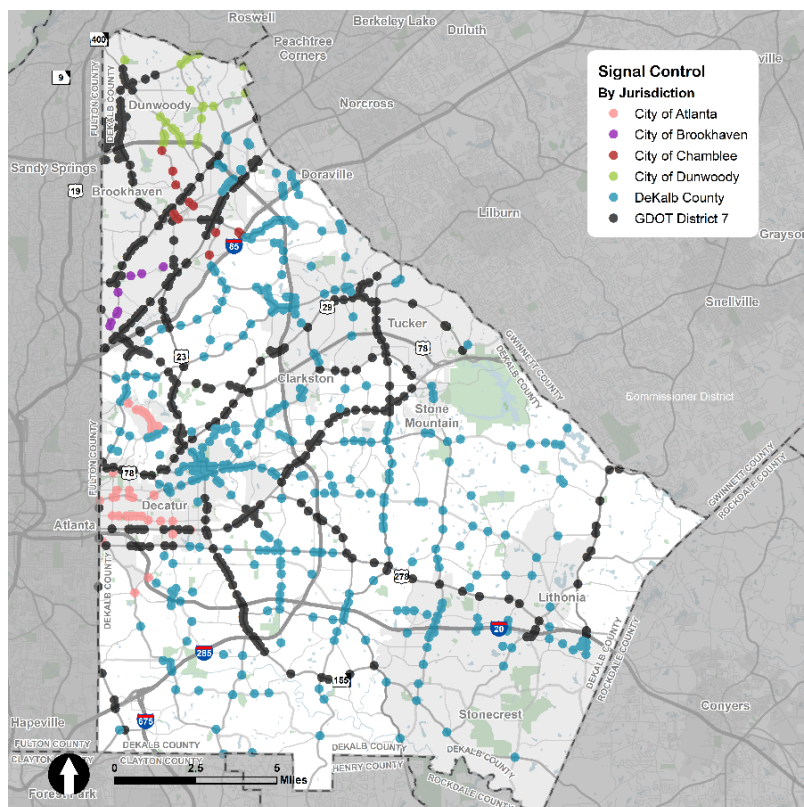 Roswell
Berkeley Lake
Duluth
400
Peachtree
Corners
ville
9
FULTON COUNTY
DEKALB COUNTY
Dunwoody
Norcross
Signal Control
By Jurisdiction
City of Atlanta
City of Brookhaven
City of Chamblee
City of Dunwoody
DeKalb County
GDOT District 7
Sandy Springs
19
Brookhaven
Doraville
Lilburn
Grayson
85
Snellville
29
Tucker
23
78
GWINNETT COUNTY
DEKALB COUNTY
Clarkston
Stone
Mountain
Commissioner District
FULTON COUNTY
78
GWINNETT COUNTY
ROCKDALE COUNTY
Decatur
Atlanta
DEKALB COUNTY
278
Lithonia
20
285
155
DEKALB COUNTY
ROCKDALE COUNTY
Conyers
Hapeville
675
Stonecrest
FULTON COUNTY
DEKALB COUNTY
DEKALB COUNTY
DEKALB COUNTY
CLAYTON COUNTY
CLAYTON COUNTY
HENRY COUNTY
ROCKDALE COUNTY
0
2.5
5
Miles
Forest Park